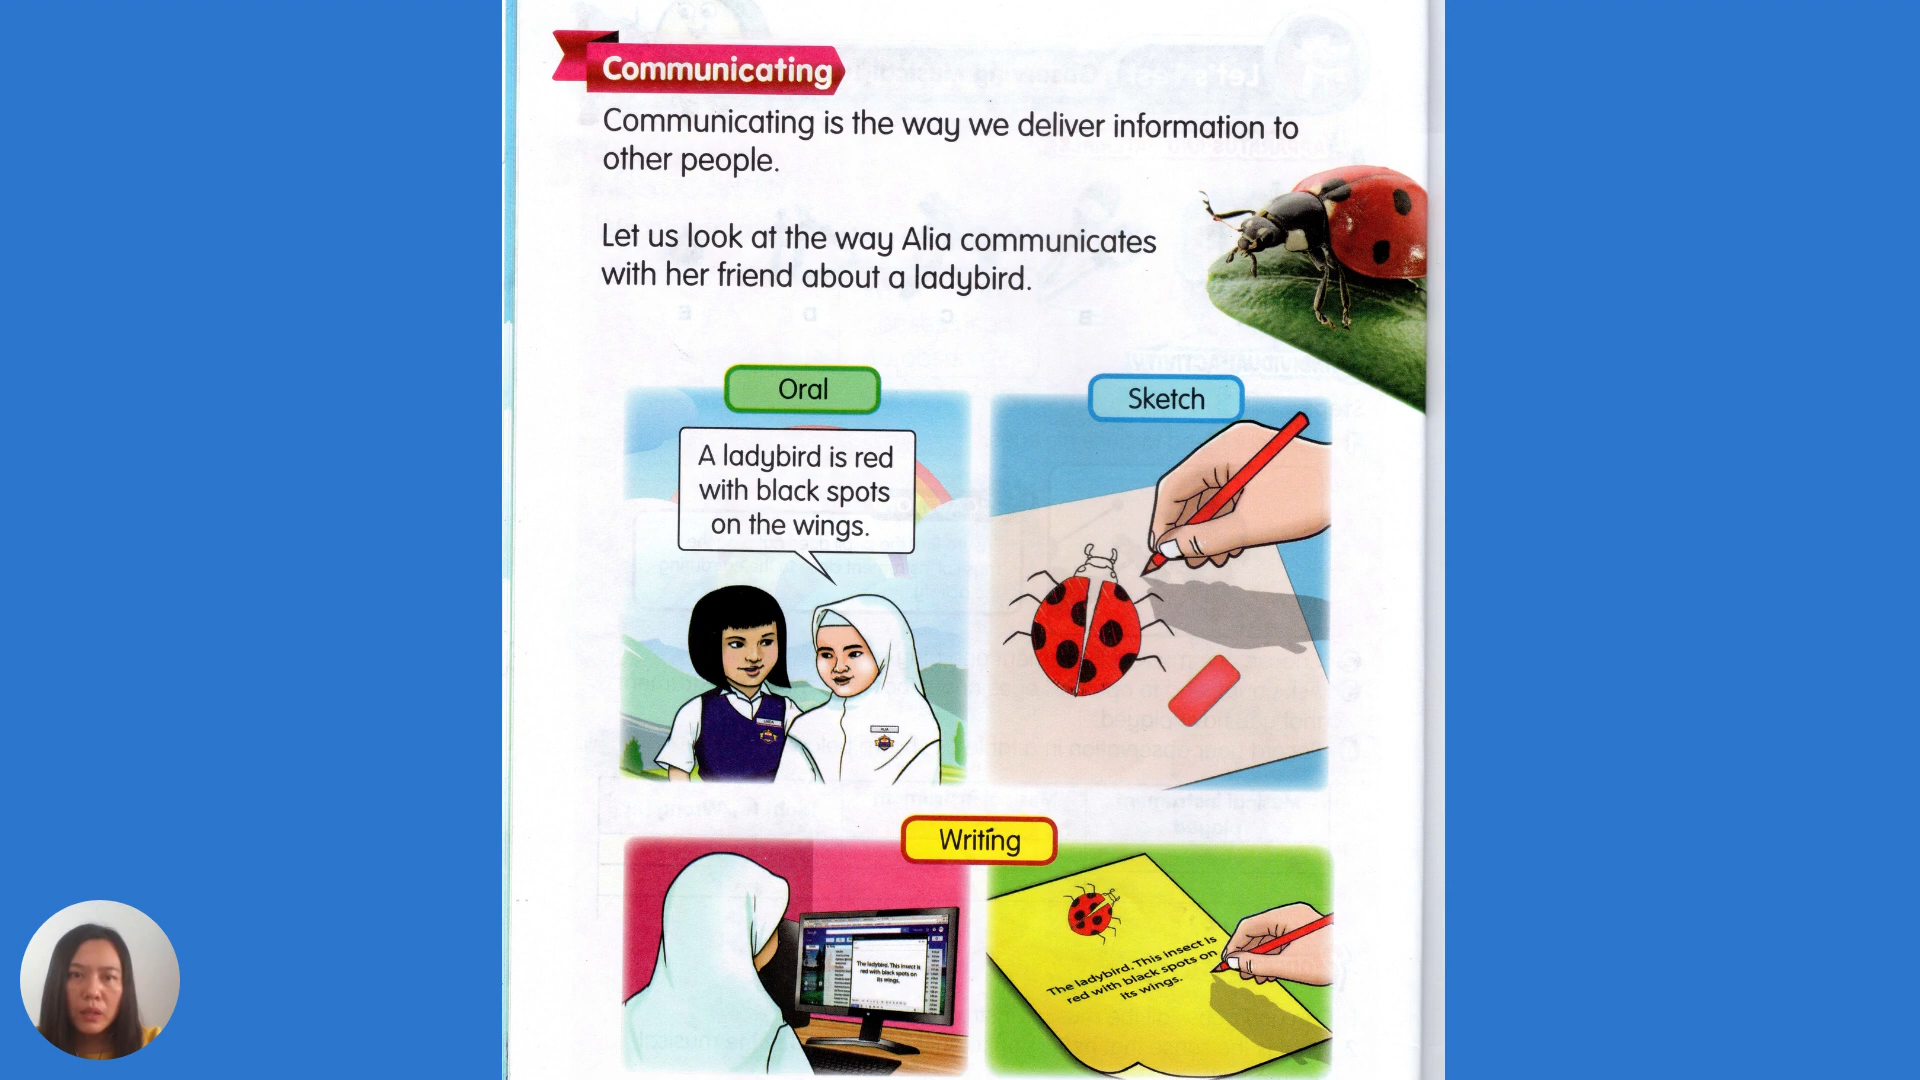 Communicating
Communicating is the way we deliver information to
other people.
Let us look at the way Alia communicates
with her friend about a ladybird.
Oral
A ladybird is red
with black spots
on the wings.
Sketch
ALIA
Writing
The ladybird. This insect is
red with black spots on
its wings.
The ladybird. This insect is
red with black spots on
its wings.